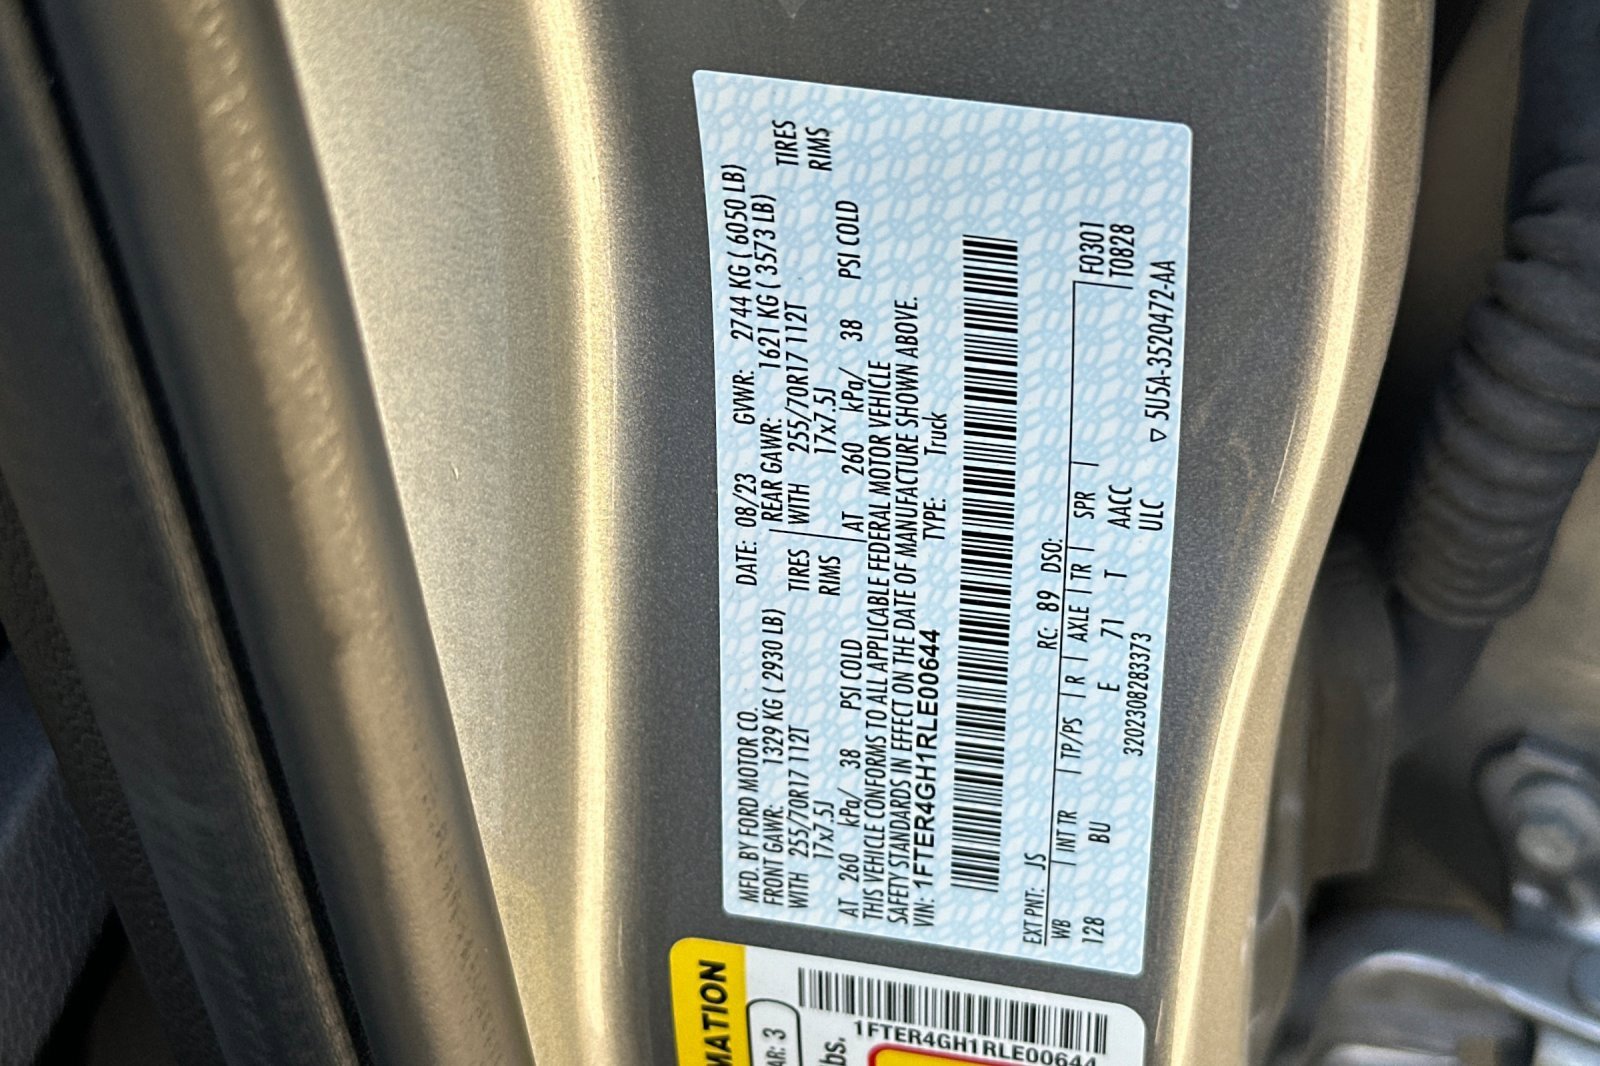 MFD. BY FORD MOTOR CO. DATE: 08/23 GVWR: 2744 KG ( 6050 LB)
FRONT GAWR: 1329 KG ( 2930 LB) REAR GAWR: 1621 KG ( 3573 LB)
WITH 255/70R17 112T TIRES WITH 255/70R17 112T TIRES
17x7.5J RIMS 17x7.5J RIMS
AT 260 kPa/ 38 PSI COLD AT 260 kPa/ 38 PSI COLD
THIS VEHICLE CONFORMS TO ALL APPLICABLE FEDERAL MOTOR VEHICLE
SAFETY STANDARDS IN EFFECT ON THE DATE OF MANUFACTURE SHOWN ABOVE.
VIN: 1FTER4GH1RLE00644 TYPE: Truck
EXT PNT: JS RC: 89 DSO:
WB INT TR TP/PS R AXLE TR SPR F0301
128 BU E 71 T AACC T0828
3202308283373 ULC
▽ 5U5A-3520472-AA
MATION
AR: 3
bs.
1FTER4GH1RLE00644